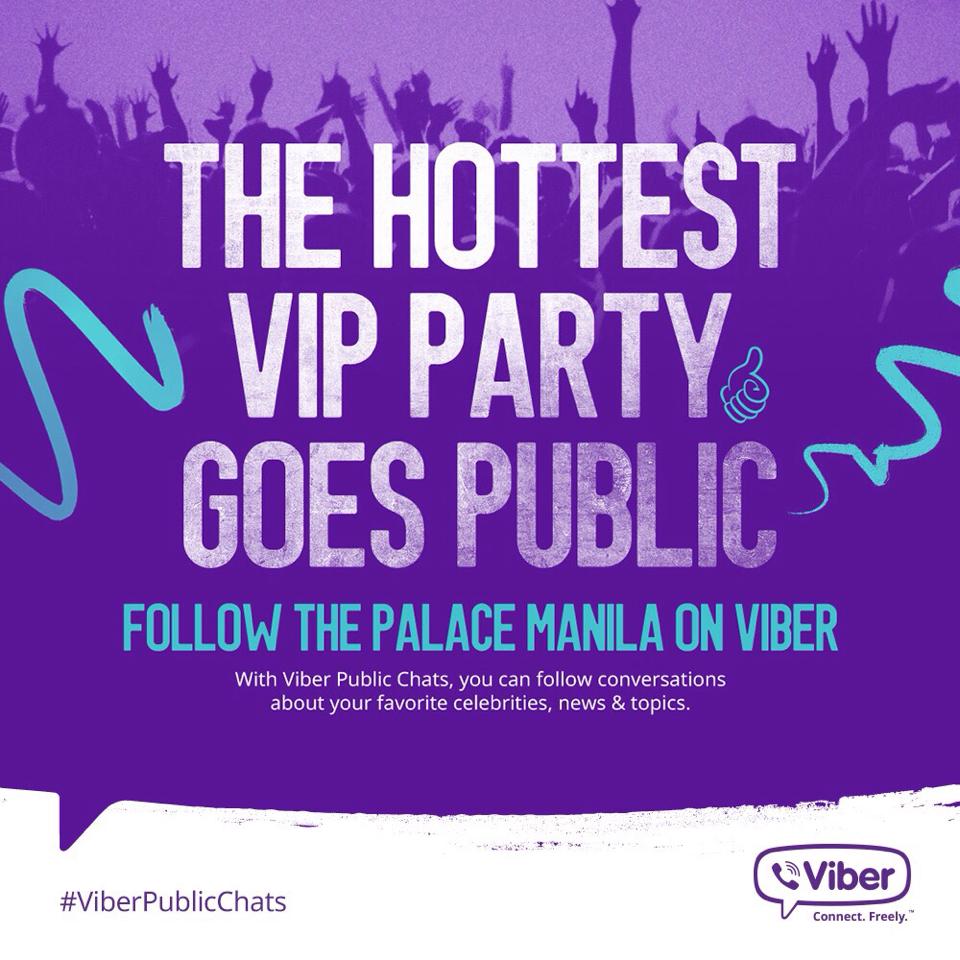 THE HOTTEST
VIP PARTY
GOES PUBLIC
FOLLOW THE PALACE MANILA ON VIBER
With Viber Public Chats, you can follow conversations
about your favorite celebrities, news & topics.
#ViberPublicChats
Viber
Connect. Freely.™